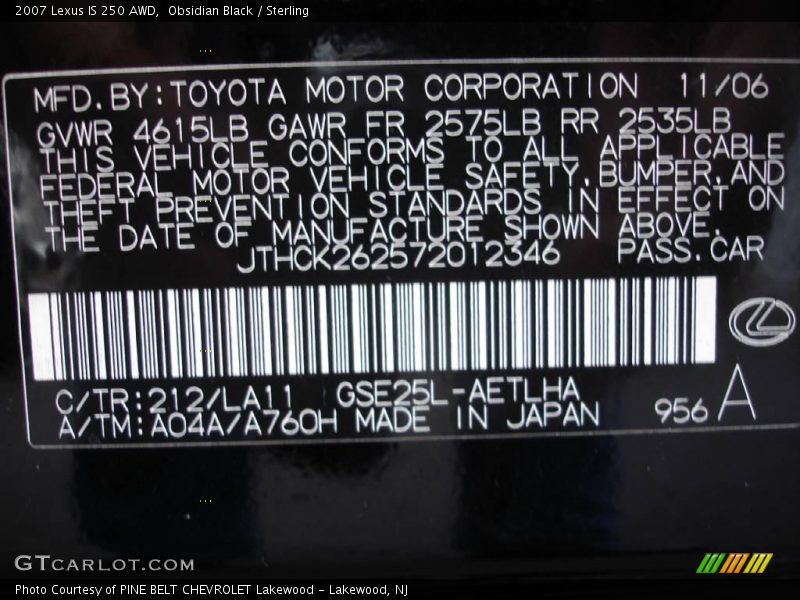 2007 Lexus IS 250 AWD,  Obsidian Black / Sterling
MFD.BY:TOYOTA MOTOR CORPORATION 11/06
GVWR 4615LB GAWR FR 2575LB RR 2535LB
THIS VEHICLE CONFORMS TO ALL APPLICABLE
FEDERAL MOTOR VEHICLE SAFETY,BUMPER,AND
THEFT PREVENTION STANDARDS IN EFFECT ON
THE DATE OF MANUFACTURE SHOWN ABOVE.
JTHCK262572012346 PASS.CAR
C/TR:212/LA11 GSE25L-AETLHA
A/TM:A04A/A760H MADE IN JAPAN 956 A
GTCARLOT.COM
Photo Courtesy of PINE BELT CHEVROLET Lakewood - Lakewood, NJ